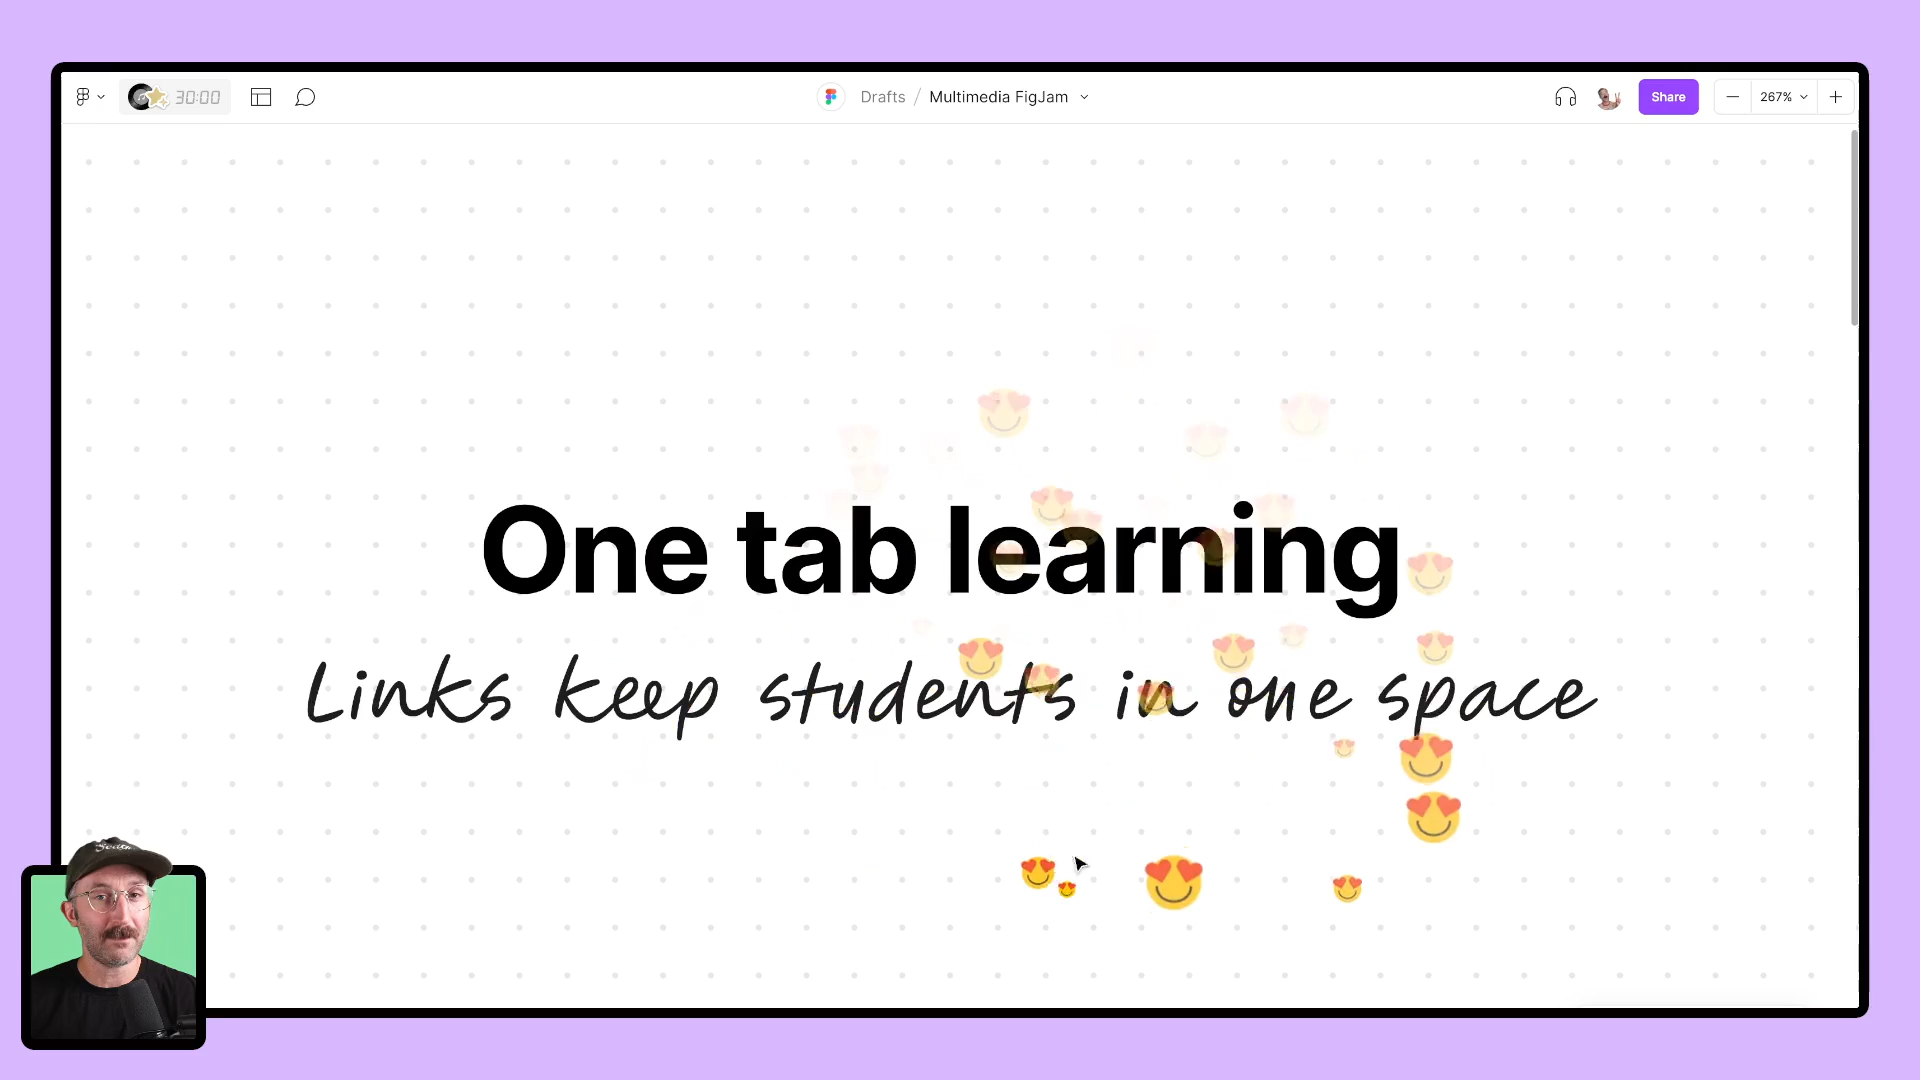 30:00
Drafts / Multimedia FigJam
Share
267%
One tab learning
Links keep students in one space